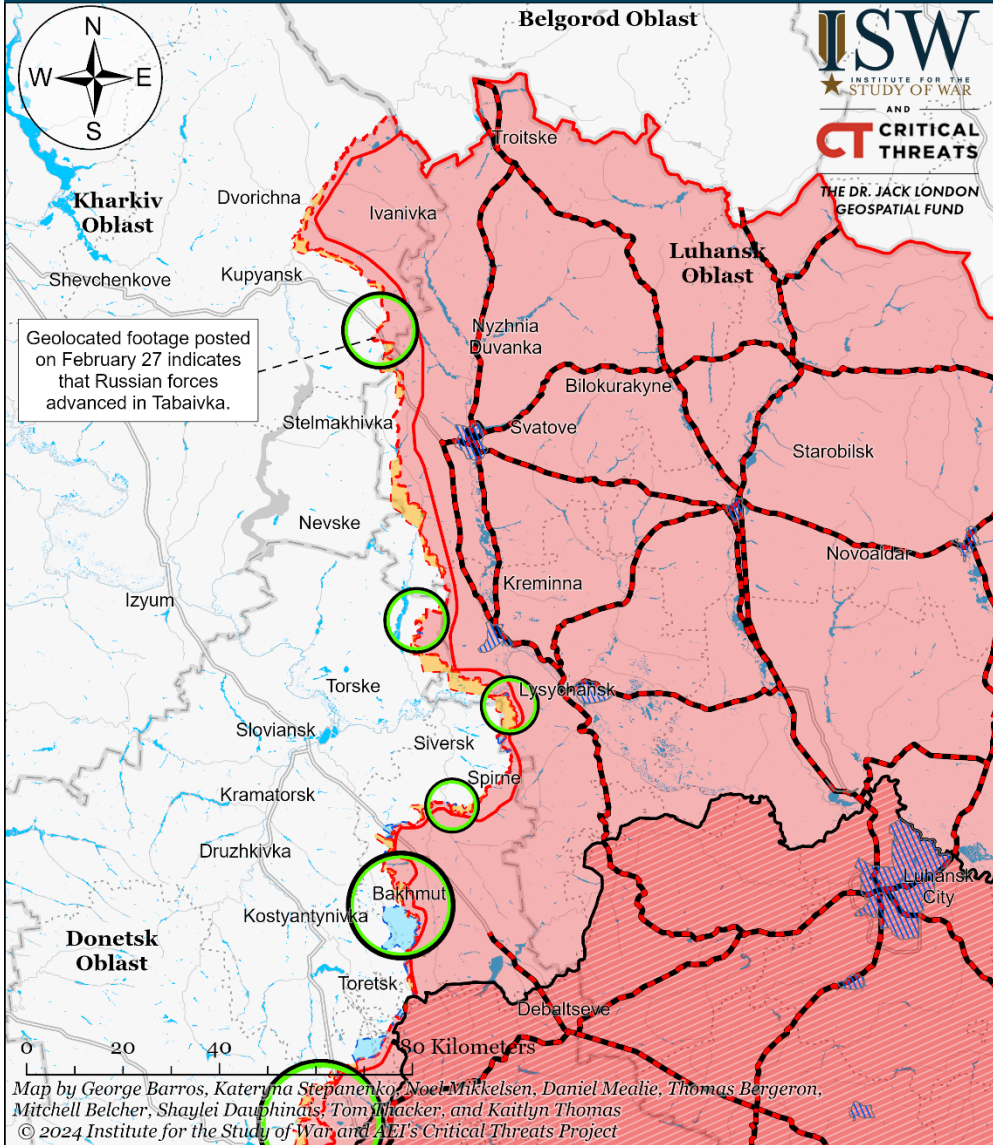 Belgorod Oblast
N
W
E
S
ISW
INSTITUTE FOR THE
STUDY OF WAR
AND
CT CRITICAL
THREATS
THE DR. JACK LONDON
GEOSPATIAL FUND
Troitske
Kharkiv
Oblast
Dvorichna
Ivanivka
Luhansk
Oblast
Shevchenkove
Kupyansk
Geolocated footage posted
on February 27 indicates
that Russian forces
advanced in Tabaivka.
Nyzhnia
Duvanka
Bilokurakyne
Stelmakhivka
Svatove
Starobilsk
Nevske
Novoaldar
Kreminna
Izyum
Torske
Lysychansk
Sloviansk
Siversk
Spirne
Kramatorsk
Druzhkivka
Luhansk
City
Bakhmut
Kostyantynivka
Donetsk
Oblast
Toretsk
Debaltseve
0
20
40
80 Kilometers
Map by George Barros, Kateryna Stepanenko, Noel Mikkelsen, Daniel Mealie, Thomas Bergeron,
Mitchell Belcher, Shaylei Dauphinais, Tom Thacker, and Kaitlyn Thomas
© 2024 Institute for the Study of War and AEI's Critical Threats Project